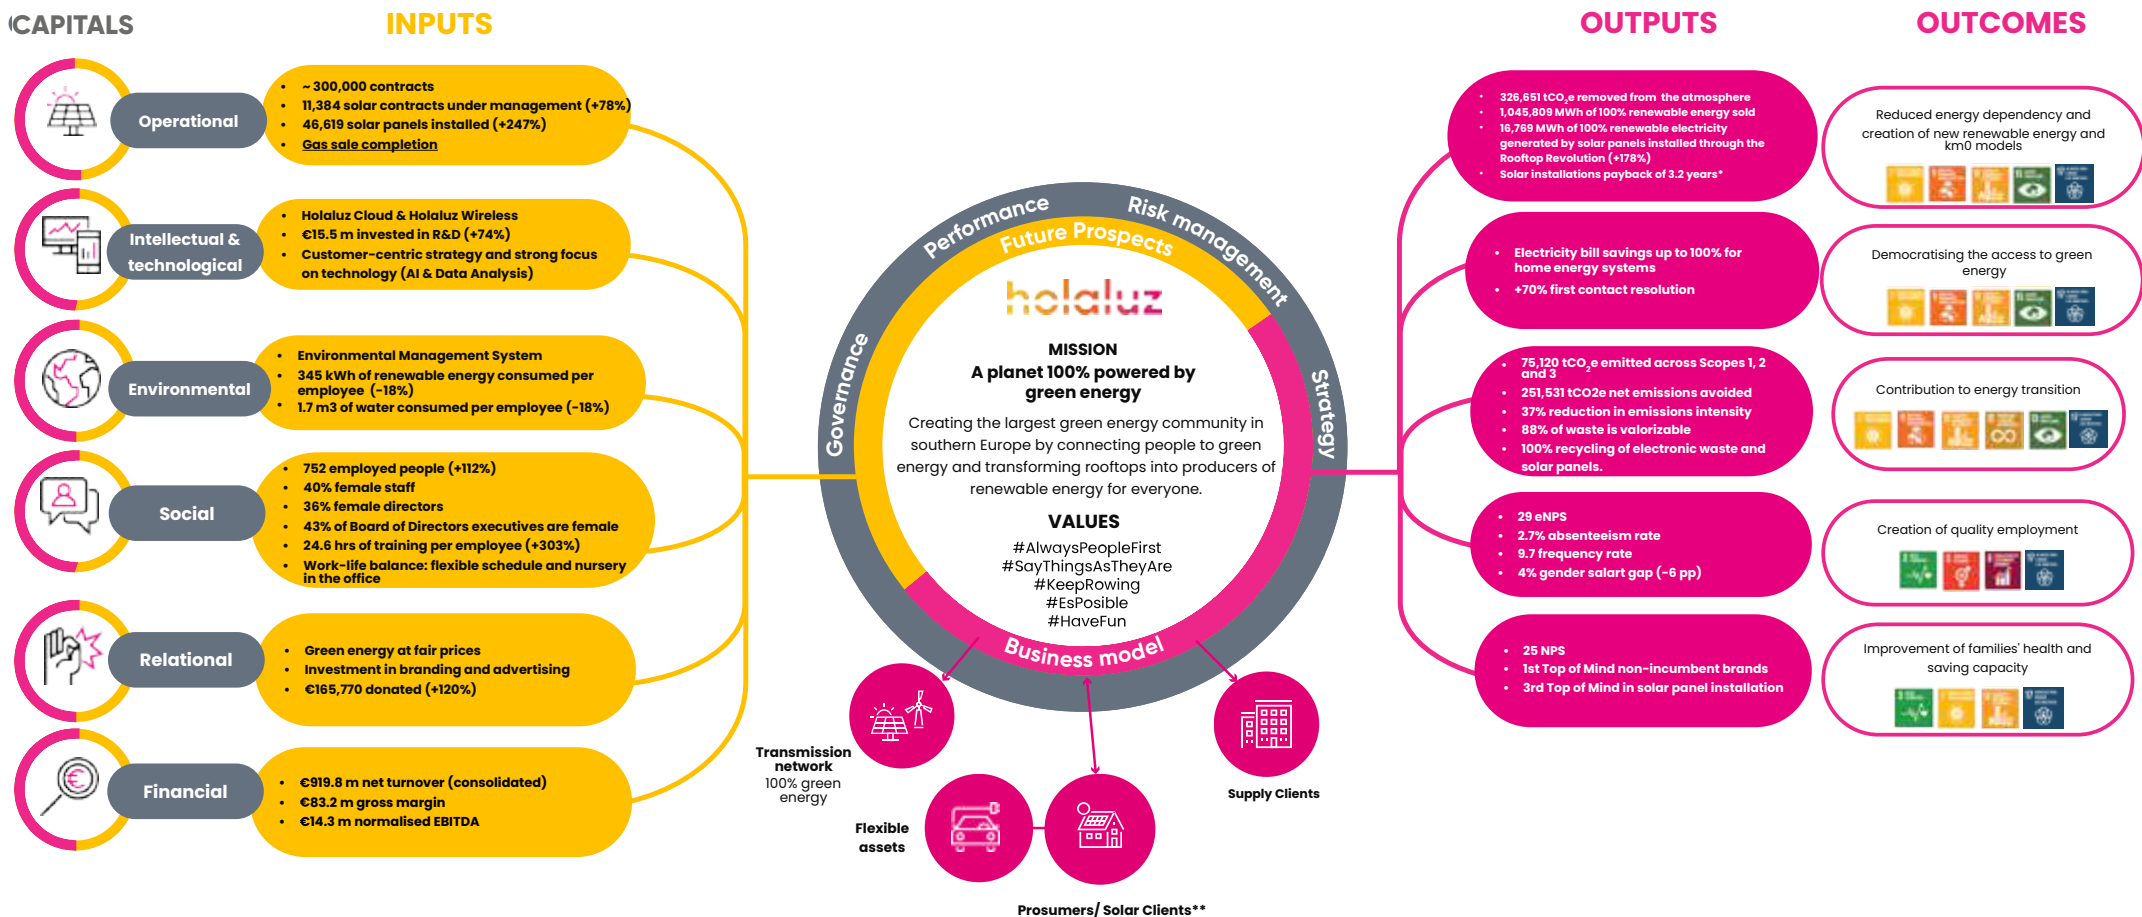 CAPITALS
INPUTS
OUTPUTS
OUTCOMES
Operational
• ~ 300,000 contracts
• 11,384 solar contracts under management (+78%)
• 46,619 solar panels installed (+247%)
• Gas sale completion
Intellectual &
technological
• Holaluz Cloud & Holaluz Wireless
• €15.5 m invested in R&D (+74%)
• Customer-centric strategy and strong focus
on technology (AI & Data Analysis)
Environmental
• Environmental Management System
• 345 kWh of renewable energy consumed per
employee (-18%)
• 1.7 m3 of water consumed per employee (-18%)
Social
• 752 employed people (+112%)
• 40% female staff
• 36% female directors
• 43% of Board of Directors executives are female
• 24.6 hrs of training per employee (+303%)
• Work-life balance: flexible schedule and nursery
in the office
Relational
• Green energy at fair prices
• Investment in branding and advertising
• €165,770 donated (+120%)
Financial
• €919.8 m net turnover (consolidated)
• €83.2 m gross margin
• €14.3 m normalised EBITDA
Governance
Performance
Risk management
Strategy
Future Prospects
Business model
holaluz
MISSION
A planet 100% powered by
green energy
Creating the largest green energy community in
southern Europe by connecting people to green
energy and transforming rooftops into producers of
renewable energy for everyone.
VALUES
#AlwaysPeopleFirst
#SayThingsAsTheyAre
#KeepRowing
#EsPosible
#HaveFun
Transmission
network
100% green
energy
Flexible
assets
Prosumers/ Solar Clients**
Supply Clients
• 326,651 tCO2e removed from the atmosphere
• 1,045,809 MWh of 100% renewable energy sold
• 16,769 MWh of 100% renewable electricity
generated by solar panels installed through the
Rooftop Revolution (+178%)
• Solar installations payback of 3.2 years*
• Electricity bill savings up to 100% for
home energy systems
• +70% first contact resolution
• 75,120 tCO2e emitted across Scopes 1, 2
and 3
• 251,531 tCO2e net emissions avoided
• 37% reduction in emissions intensity
• 88% of waste is valorizable
• 100% recycling of electronic waste and
solar panels.
• 29 eNPS
• 2.7% absenteeism rate
• 9.7 frequency rate
• 4% gender salart gap (-6 pp)
• 25 NPS
• 1st Top of Mind non-incumbent brands
• 3rd Top of Mind in solar panel installation
Reduced energy dependency and
creation of new renewable energy and
km0 models
Democratising the access to green
energy
Contribution to energy transition
Creation of quality employment
Improvement of families' health and
saving capacity